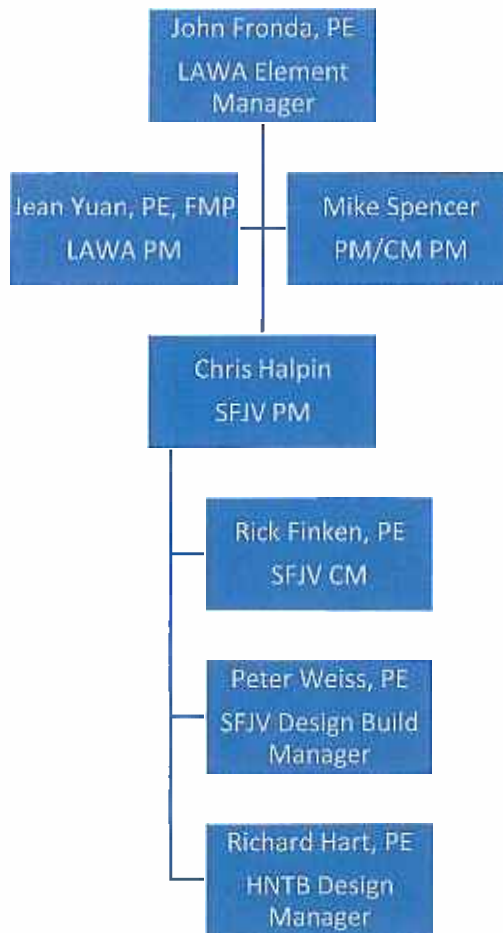 John Fronda, PE
LAWA Element
Manager
Jean Yuan, PE, FMP
LAWA PM
Mike Spencer
PM/CM PM
Chris Halpin
SFJV PM
Rick Finken, PE
SFJV CM
Peter Weiss, PE
SFJV Design Build
Manager
Richard Hart, PE
HNTB Design
Manager